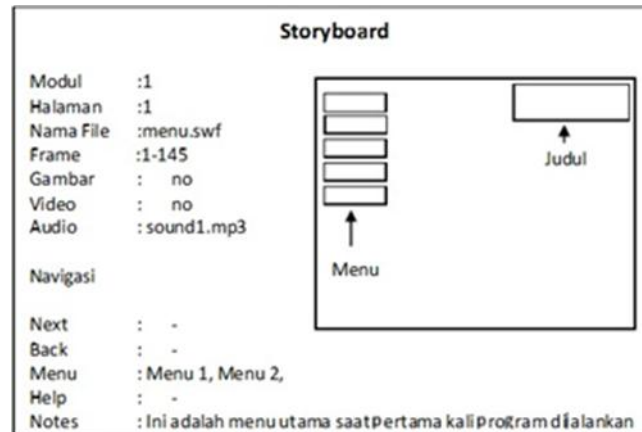 Storyboard
Modul :1
Halaman :1
Nama File :menu.swf
Frame :1-145
Gambar : no
Video : no
Audio : sound1.mp3
Navigasi
Next : -
Back : -
Menu : Menu 1, Menu 2,
Help : -
Notes : Ini adalah menu utama saat pertama kali program dijalankan
Judul
Menu